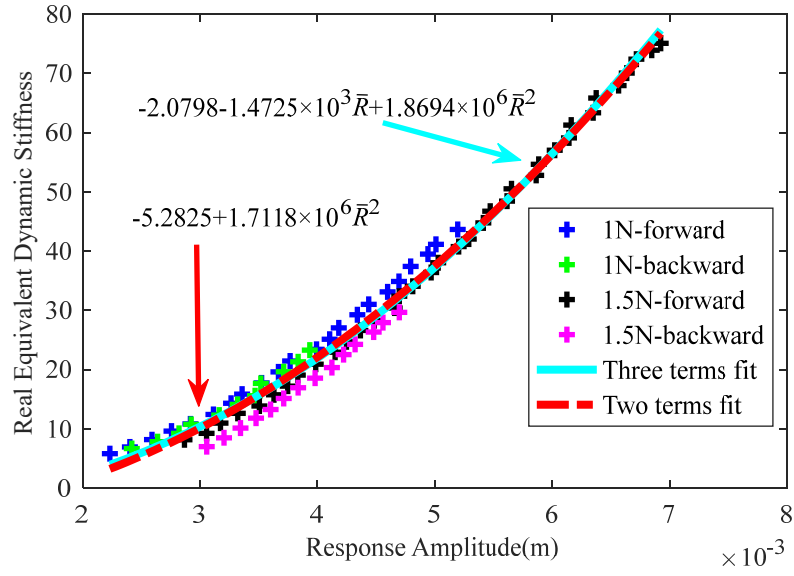 80
70
60
50
40
30
20
10
0
Real Equivalent Dynamic Stiffness
-2.0798-1.4725×10³R̄+1.8694×10⁶R̄²
-5.2825+1.7118×10⁶R̄²
1N-forward
1N-backward
1.5N-forward
1.5N-backward
Three terms fit
Two terms fit
2 3 4 5 6 7 8
Response Amplitude(m)
×10⁻³